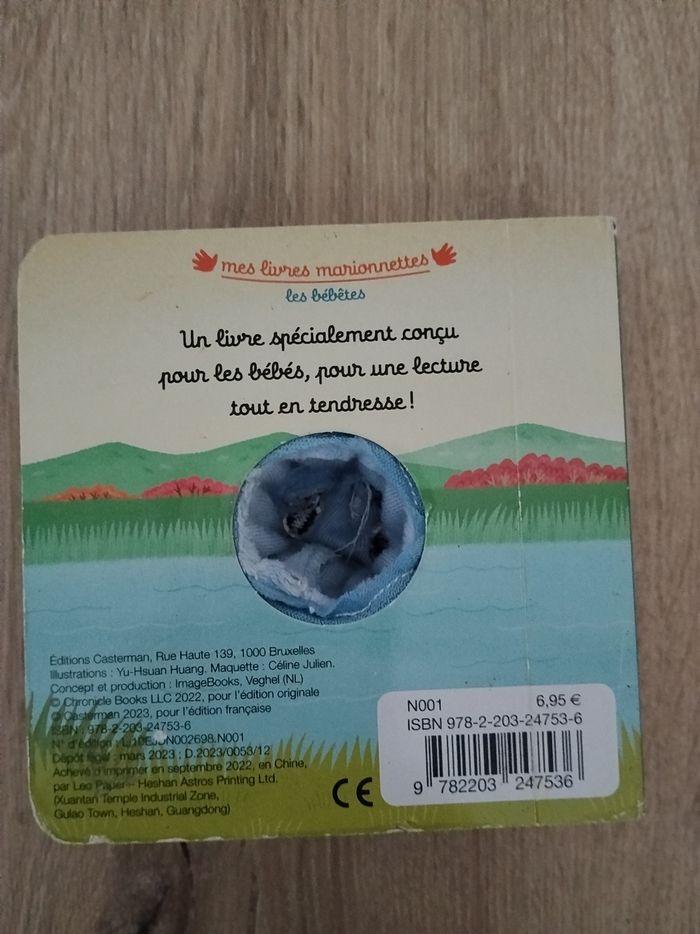 mes livres marionnettes
les bébêtes
Un livre spécialement conçu
pour les bébés, pour une lecture
tout en tendresse !
Éditions Casterman, Rue Haute 139, 1000 Bruxelles
Illustrations : Yu-Hsuan Huang. Maquette : Céline Julien.
Concept et production : ImageBooks, Veghel (NL)
© Chronicle Books LLC 2022, pour l'édition originale
© Casterman 2023, pour l'édition française
ISBN : 978-2-203-24753-6
N° d'édition : L.10EJDN002698.N001
Dépôt légal : mars 2023 ; D.2023/0053/12
Achevé d'imprimer en septembre 2022, en Chine,
par Leo Paper - Heshan Astros Printing Ltd.
(Xuantan Temple Industrial Zone,
Gulao Town, Heshan, Guangdong)
CE
N001 6,95 €
ISBN 978-2-203-24753-6
9 782203 247536